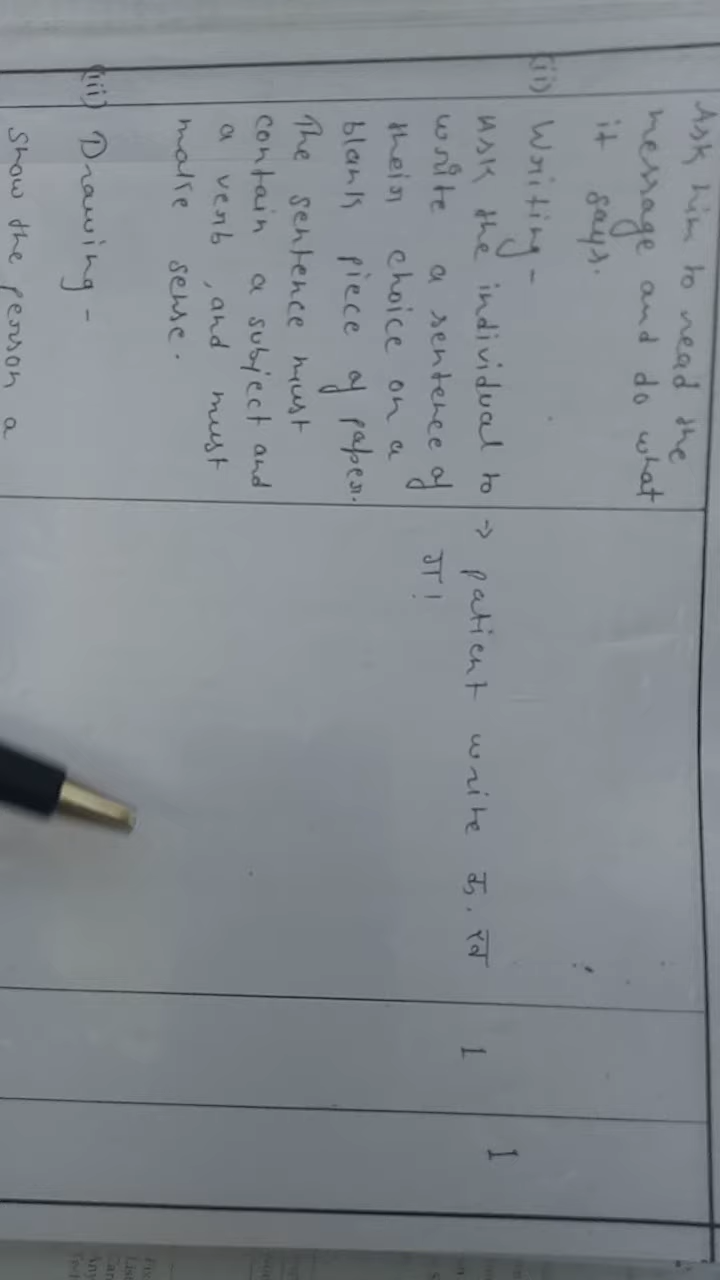 Ask him to read the
message and do what
it says.
(ii) Writing -
Ask the individual to
write a sentence of
their choice on a
blank piece of paper.
The sentence must
contain a subject and
a verb, and must
make sense.
→ patient write क. ख
ग!
1
1
(iii) Drawing -
Show the person a